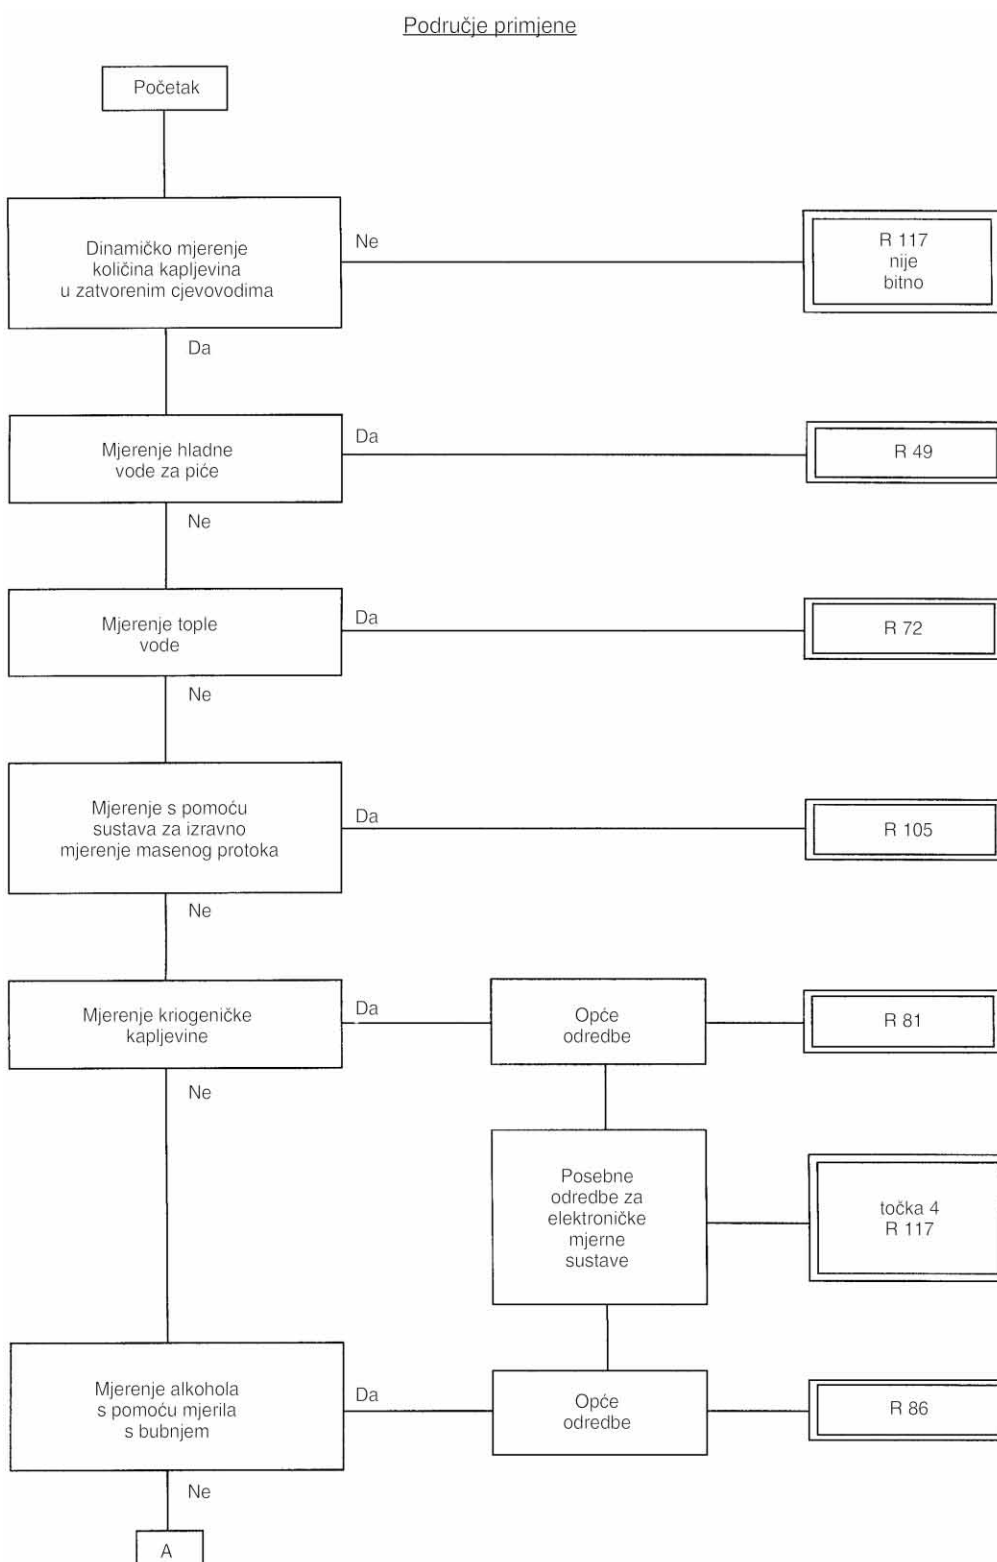 Područje primjene
Početak
Dinamičko mjerenje
količina kapljevina
u zatvorenim cjevovodima
Ne
R 117
nije
bitno
Da
Mjerenje hladne
vode za piće
Da
R 49
Ne
Mjerenje tople
vode
Da
R 72
Ne
Mjerenje s pomoću
sustava za izravno
mjerenje masenog protoka
Da
R 105
Ne
Mjerenje kriogeničke
kapljevine
Da
Opće
odredbe
R 81
Ne
Posebne
odredbe za
elektroničke
mjerne
sustave
točka 4
R 117
Mjerenje alkohola
s pomoću mjerila
s bubnjem
Da
Opće
odredbe
R 86
Ne
A